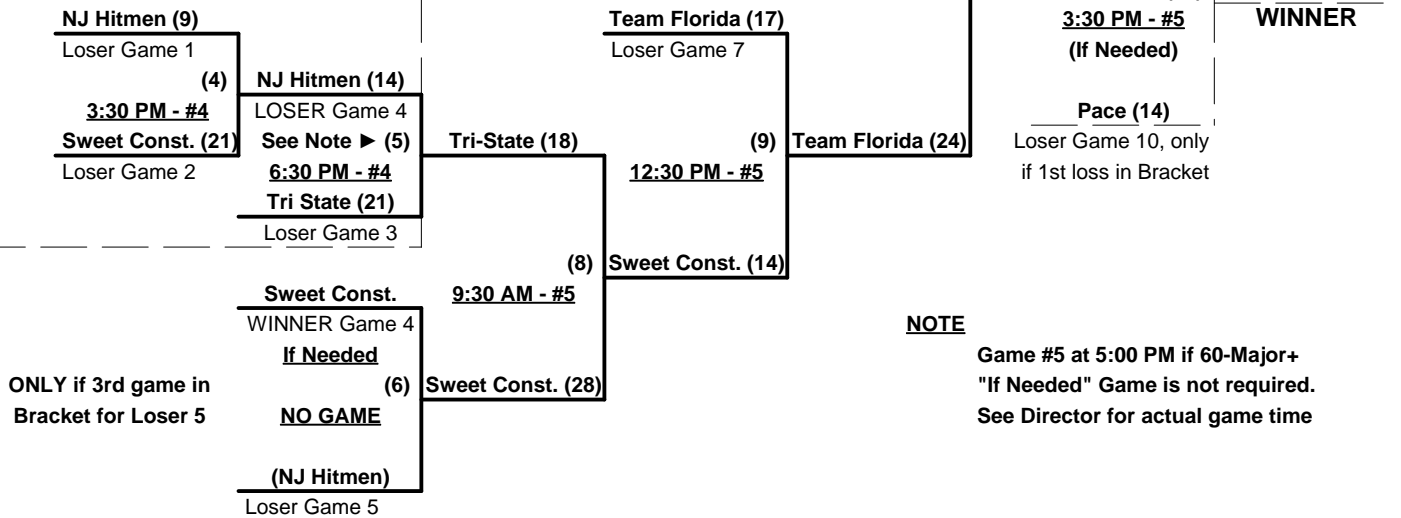 NJ Hitmen (9)
Loser Game 1
(4)
3:30 PM - #4
Sweet Const. (21)
Loser Game 2
NJ Hitmen (14)
LOSER Game 4
See Note ► (5)
6:30 PM - #4
Tri State (21)
Loser Game 3
Tri-State (18)
(8)
9:30 AM - #5
Sweet Const.
WINNER Game 4
If Needed
(6)
NO GAME
(NJ Hitmen)
Loser Game 5
ONLY if 3rd game in
Bracket for Loser 5
Sweet Const. (28)
Team Florida (17)
Loser Game 7
(9)
12:30 PM - #5
Sweet Const. (14)
Team Florida (24)
3:30 PM - #5
(If Needed)
Pace (14)
Loser Game 10, only
if 1st loss in Bracket
WINNER
NOTE
Game #5 at 5:00 PM if 60-Major+
"If Needed" Game is not required.
See Director for actual game time